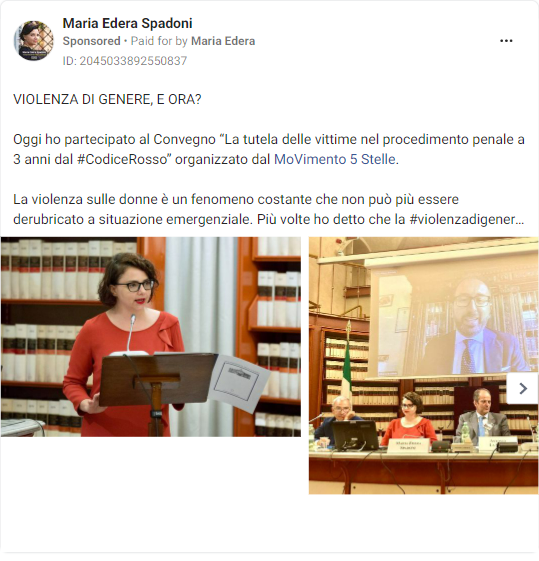 Maria Edera Spadoni
Sponsored • Paid for by Maria Edera
ID: 2045033892550837
VIOLENZA DI GENERE, E ORA?
Oggi ho partecipato al Convegno “La tutela delle vittime nel procedimento penale a
3 anni dal #CodiceRosso” organizzato dal MoVimento 5 Stelle.
La violenza sulle donne è un fenomeno costante che non può più essere
derubricato a situazione emergenziale. Più volte ho detto che la #violenzadigener...
Maria Edera